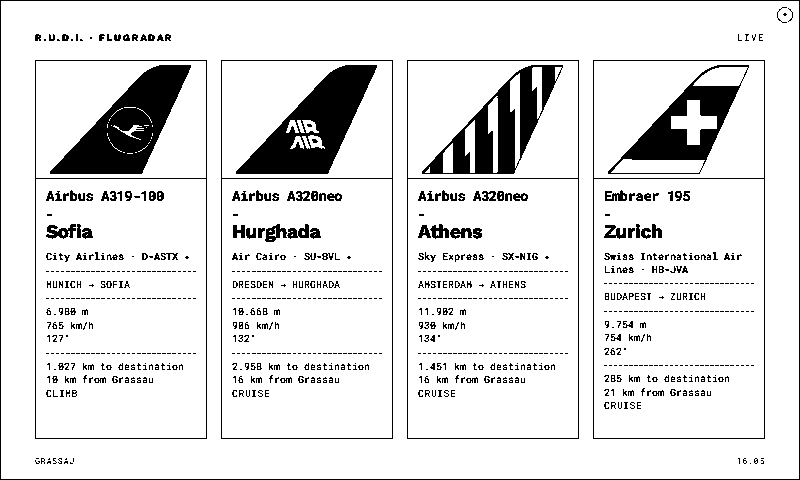 R.U.D.I. · FLUGRADAR
LIVE
AIR
AIR
Airbus A319-100
-
Sofia
City Airlines · D-ASTX ✦
MUNICH → SOFIA
6.980 m
765 km/h
127°
1.027 km to destination
10 km from Grassau
CLIMB
Airbus A320neo
-
Hurghada
Air Cairo · SU-BVL ✦
DRESDEN → HURGHADA
10.668 m
906 km/h
132°
2.958 km to destination
16 km from Grassau
CRUISE
Airbus A320neo
-
Athens
Sky Express · SX-NIG ✦
AMSTERDAM → ATHENS
11.902 m
930 km/h
134°
1.451 km to destination
16 km from Grassau
CRUISE
Embraer 195
-
Zurich
Swiss International Air
Lines · HB-JVA
BUDAPEST → ZURICH
9.754 m
754 km/h
262°
285 km to destination
21 km from Grassau
CRUISE
GRASSAU
16.05